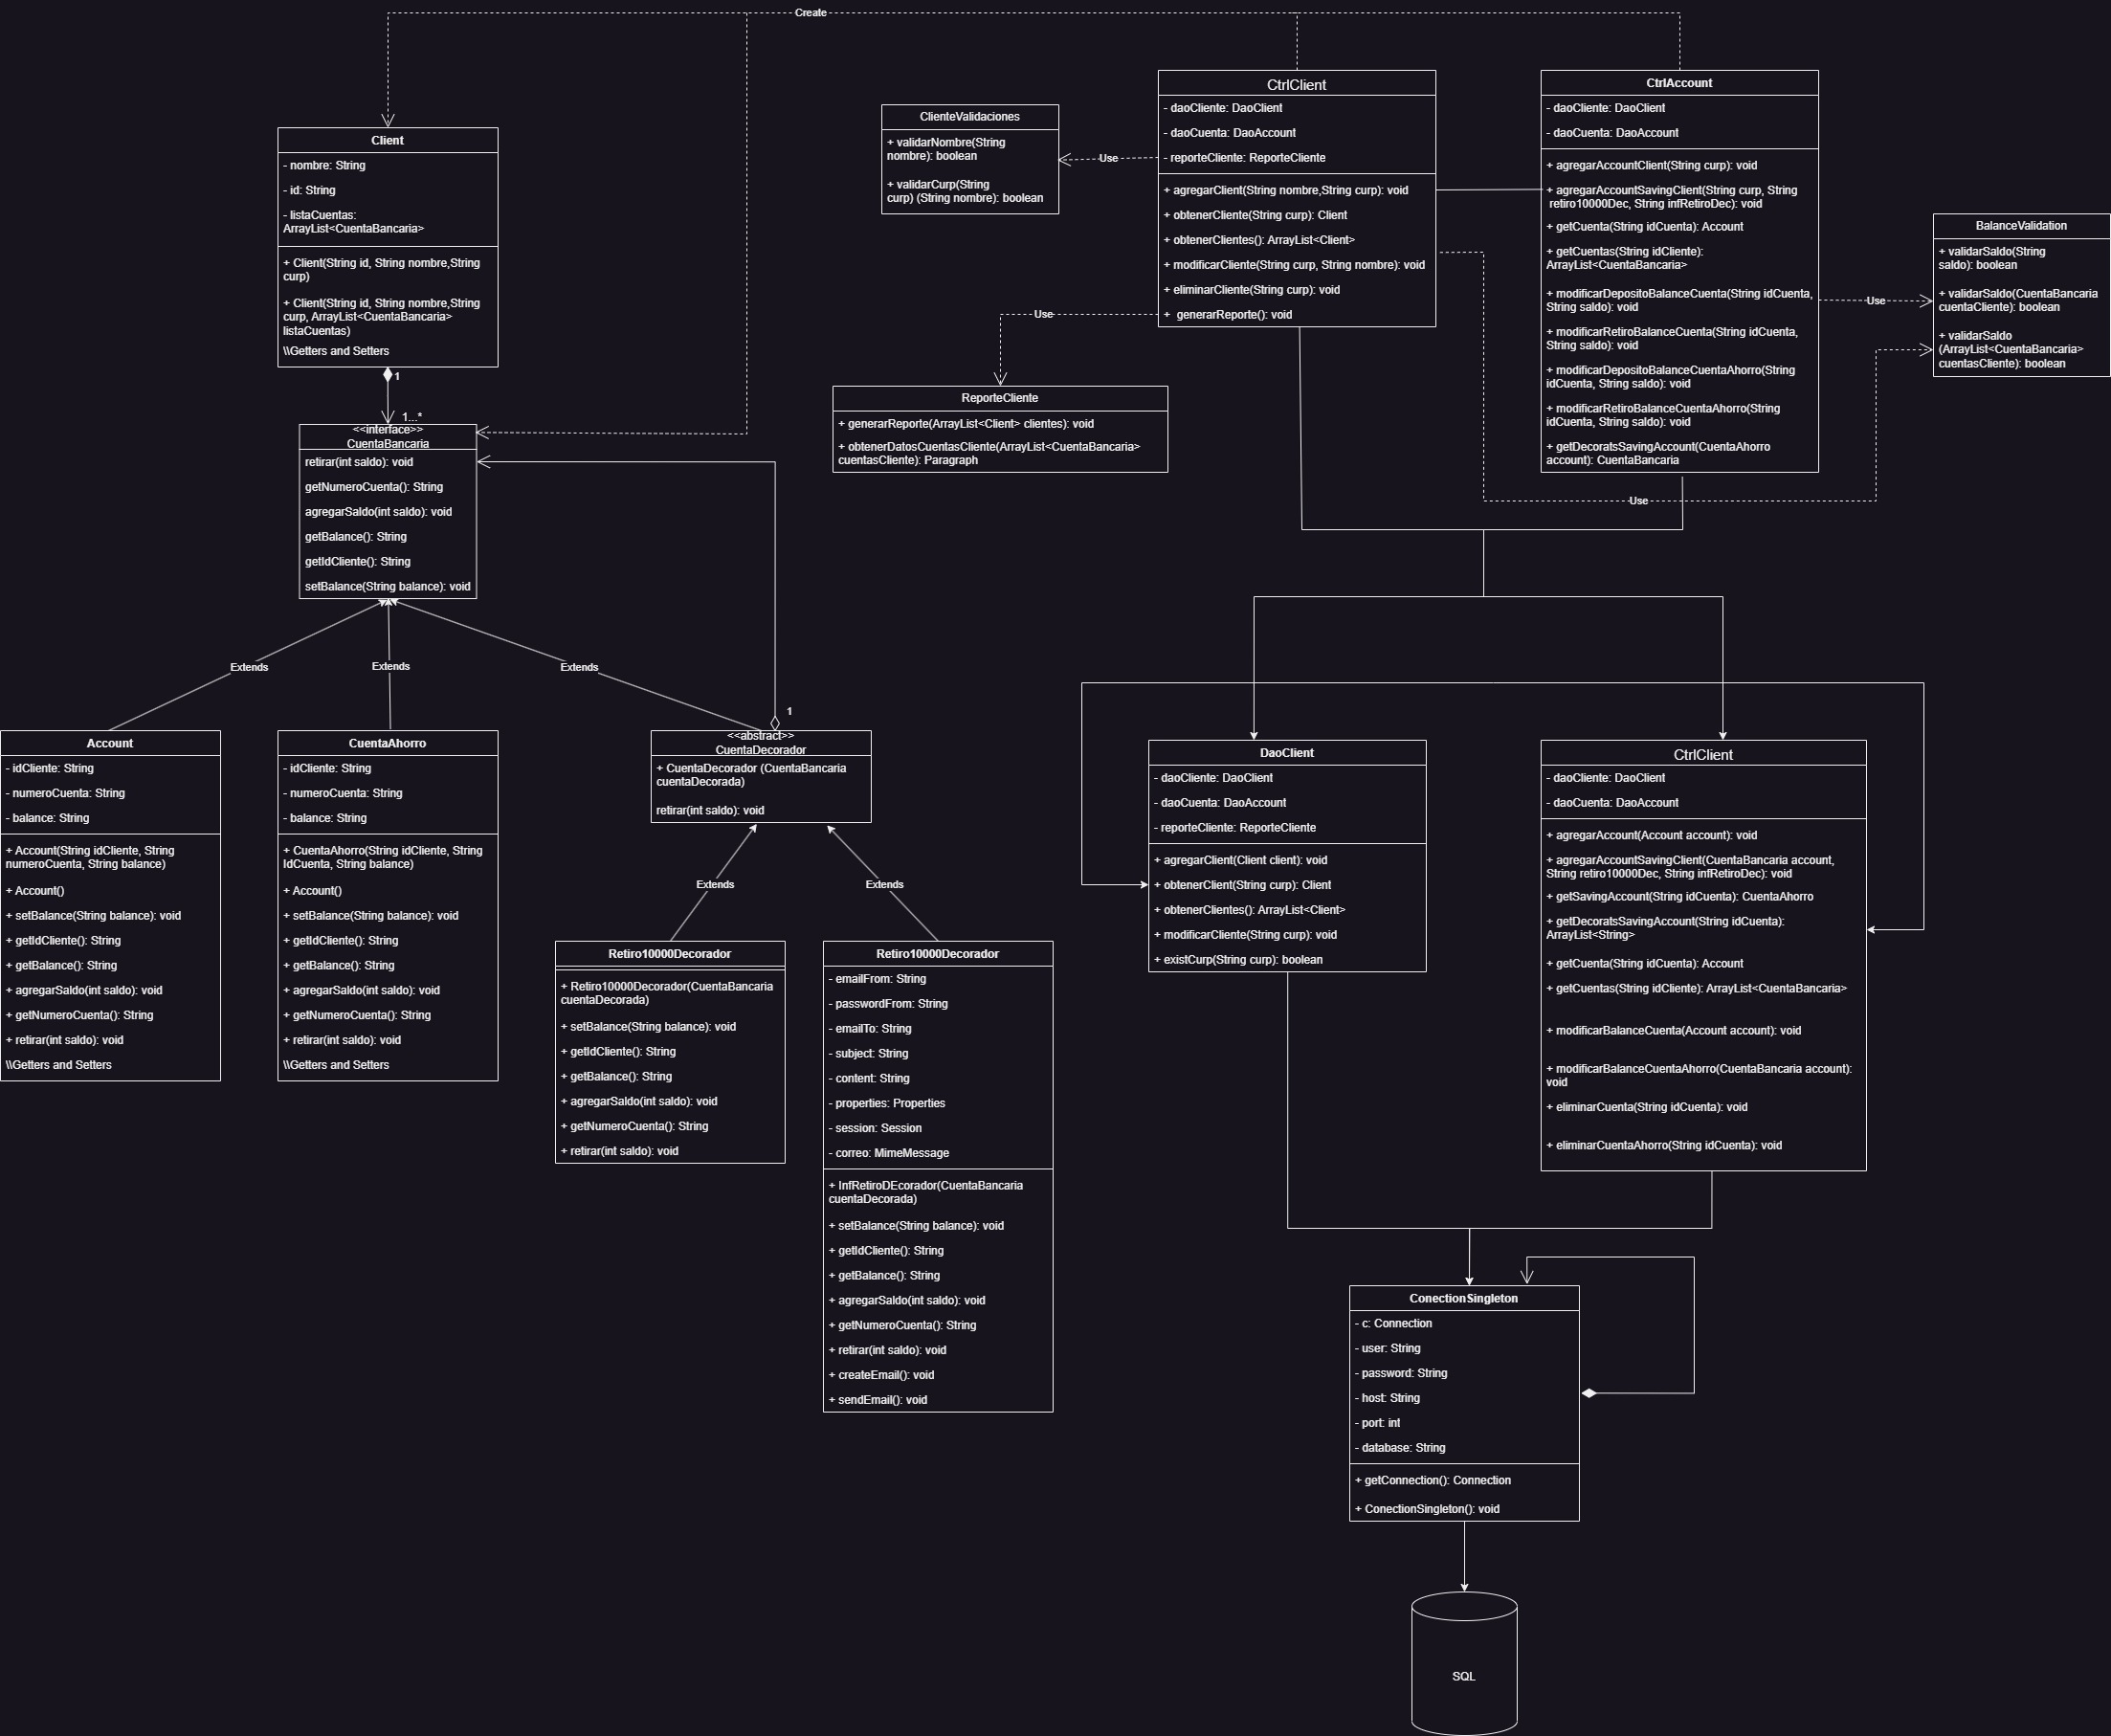 Create
Client
- nombre: String
- id: String
- listaCuentas:
ArrayList<CuentaBancaria>
+ Client(String id, String nombre,String
curp)
+ Client(String id, String nombre,String
curp, ArrayList<CuentaBancaria>
listaCuentas)
\\Getters and Setters
1
1...*
<<interface>>
CuentaBancaria
retirar(int saldo): void
getNumeroCuenta(): String
agregarSaldo(int saldo): void
getBalance(): String
getIdCliente(): String
setBalance(String balance): void
Extends
Extends
Extends
1
Account
- idCliente: String
- numeroCuenta: String
- balance: String
+ Account(String idCliente, String
numeroCuenta, String balance)
+ Account()
+ setBalance(String balance): void
+ getIdCliente(): String
+ getBalance(): String
+ agregarSaldo(int saldo): void
+ getNumeroCuenta(): String
+ retirar(int saldo): void
\\Getters and Setters
CuentaAhorro
- idCliente: String
- numeroCuenta: String
- balance: String
+ CuentaAhorro(String idCliente, String
IdCuenta, String balance)
+ Account()
+ setBalance(String balance): void
+ getIdCliente(): String
+ getBalance(): String
+ agregarSaldo(int saldo): void
+ getNumeroCuenta(): String
+ retirar(int saldo): void
\\Getters and Setters
<<abstract>>
CuentaDecorador
+ CuentaDecorador (CuentaBancaria
cuentaDecorada)
retirar(int saldo): void
Extends
Extends
Retiro10000Decorador
+ Retiro10000Decorador(CuentaBancaria
cuentaDecorada)
+ setBalance(String balance): void
+ getIdCliente(): String
+ getBalance(): String
+ agregarSaldo(int saldo): void
+ getNumeroCuenta(): String
+ retirar(int saldo): void
Retiro10000Decorador
- emailFrom: String
- passwordFrom: String
- emailTo: String
- subject: String
- content: String
- properties: Properties
- session: Session
- correo: MimeMessage
+ InfRetiroDEcorador(CuentaBancaria
cuentaDecorada)
+ setBalance(String balance): void
+ getIdCliente(): String
+ getBalance(): String
+ agregarSaldo(int saldo): void
+ getNumeroCuenta(): String
+ retirar(int saldo): void
+ createEmail(): void
+ sendEmail(): void
ClienteValidaciones
+ validarNombre(String
nombre): boolean
+ validarCurp(String
curp) (String nombre): boolean
Use
CtrlClient
- daoCliente: DaoClient
- daoCuenta: DaoAccount
- reporteCliente: ReporteCliente
+ agregarClient(String nombre,String curp): void
+ obtenerCliente(String curp): Client
+ obtenerClientes(): ArrayList<Client>
+ modificarCliente(String curp, String nombre): void
+ eliminarCliente(String curp): void
+  generarReporte(): void
Use
ReporteCliente
+ generarReporte(ArrayList<Client> clientes): void
+ obtenerDatosCuentasCliente(ArrayList<CuentaBancaria>
cuentasCliente): Paragraph
CtrlAccount
- daoCliente: DaoClient
- daoCuenta: DaoAccount
+ agregarAccountClient(String curp): void
+ agregarAccountSavingClient(String curp, String
retiro10000Dec, String infRetiroDec): void
+ getCuenta(String idCuenta): Account
+ getCuentas(String idCliente):
ArrayList<CuentaBancaria>
+ modificarDepositoBalanceCuenta(String idCuenta,
String saldo): void
+ modificarRetiroBalanceCuenta(String idCuenta,
String saldo): void
+ modificarDepositoBalanceCuentaAhorro(String
idCuenta, String saldo): void
+ modificarRetiroBalanceCuentaAhorro(String
idCuenta, String saldo): void
+ getDecoratsSavingAccount(CuentaAhorro
account): CuentaBancaria
Use
Use
BalanceValidation
+ validarSaldo(String
saldo): boolean
+ validarSaldo(CuentaBancaria
cuentaCliente): boolean
+ validarSaldo
(ArrayList<CuentaBancaria>
cuentasCliente): boolean
DaoClient
- daoCliente: DaoClient
- daoCuenta: DaoAccount
- reporteCliente: ReporteCliente
+ agregarClient(Client client): void
+ obtenerClient(String curp): Client
+ obtenerClientes(): ArrayList<Client>
+ modificarCliente(String curp): void
+ existCurp(String curp): boolean
CtrlClient
- daoCliente: DaoClient
- daoCuenta: DaoAccount
+ agregarAccount(Account account): void
+ agregarAccountSavingClient(CuentaBancaria account,
String retiro10000Dec, String infRetiroDec): void
+ getSavingAccount(String idCuenta): CuentaAhorro
+ getDecoratsSavingAccount(String idCuenta):
ArrayList<String>
+ getCuenta(String idCuenta): Account
+ getCuentas(String idCliente): ArrayList<CuentaBancaria>
+ modificarBalanceCuenta(Account account): void
+ modificarBalanceCuentaAhorro(CuentaBancaria account):
void
+ eliminarCuenta(String idCuenta): void
+ eliminarCuentaAhorro(String idCuenta): void
ConectionSingleton
- c: Connection
- user: String
- password: String
- host: String
- port: int
- database: String
+ getConnection(): Connection
+ ConectionSingleton(): void
SQL